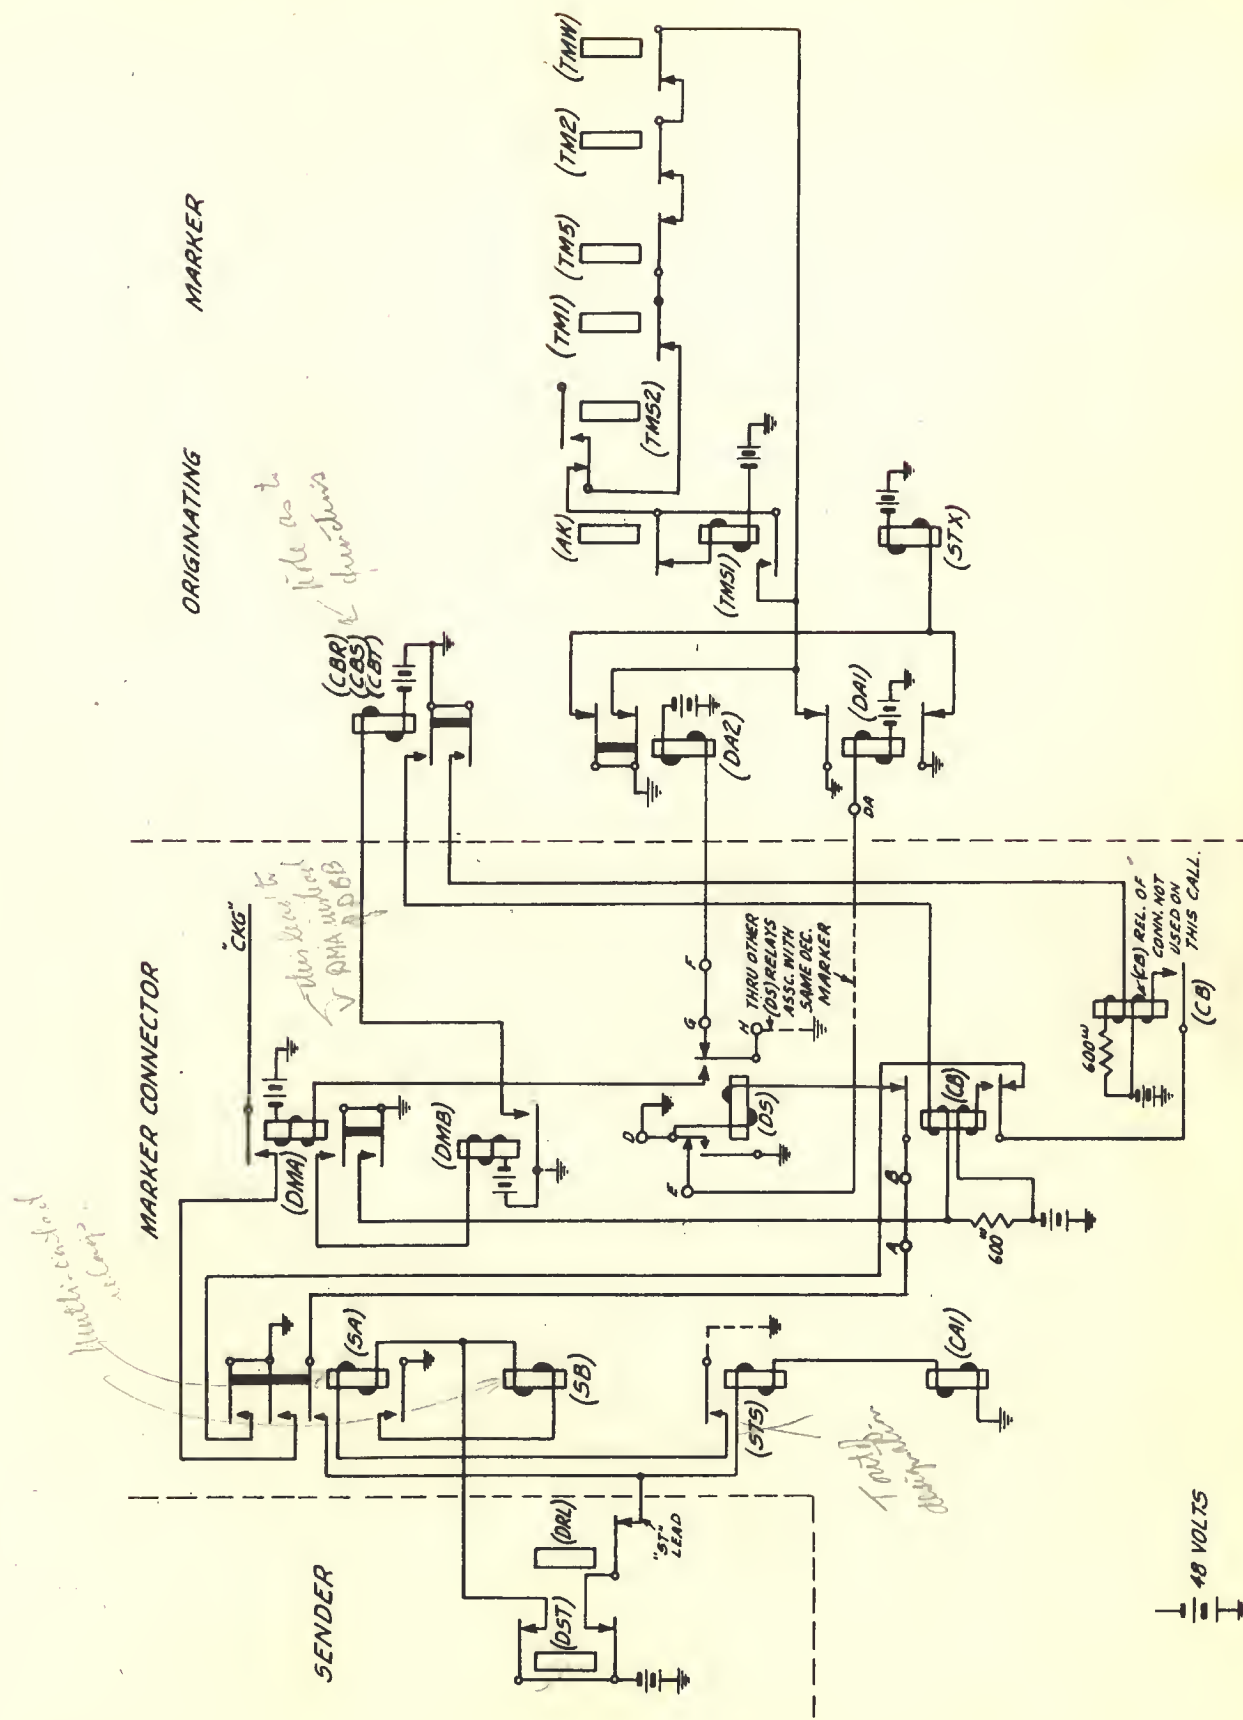 SENDER
MARKER CONNECTOR
ORIGINATING MARKER
(DST)
(DRL)
"ST"
LEAD
(SA)
(SB)
(STS)
(CA1)
"CKG"
(DMA)
(DMB)
A
B
D
E
(DS)
G
F
H
THRU OTHER
(DS) RELAYS
ASSC. WITH
SAME DEC.
MARKER
(CB)
600ω
600ω
(CB) REL. OF
CONN. NOT
USED ON
THIS CALL.
(CB)
(CBR)
(CBS)
(CBT)
(DA2)
(DA1)
DA
(STX)
(AK)
(TMS1)
(TMS2)
(TM1)
(TM5)
(TM2)
(TMW)
48 VOLTS